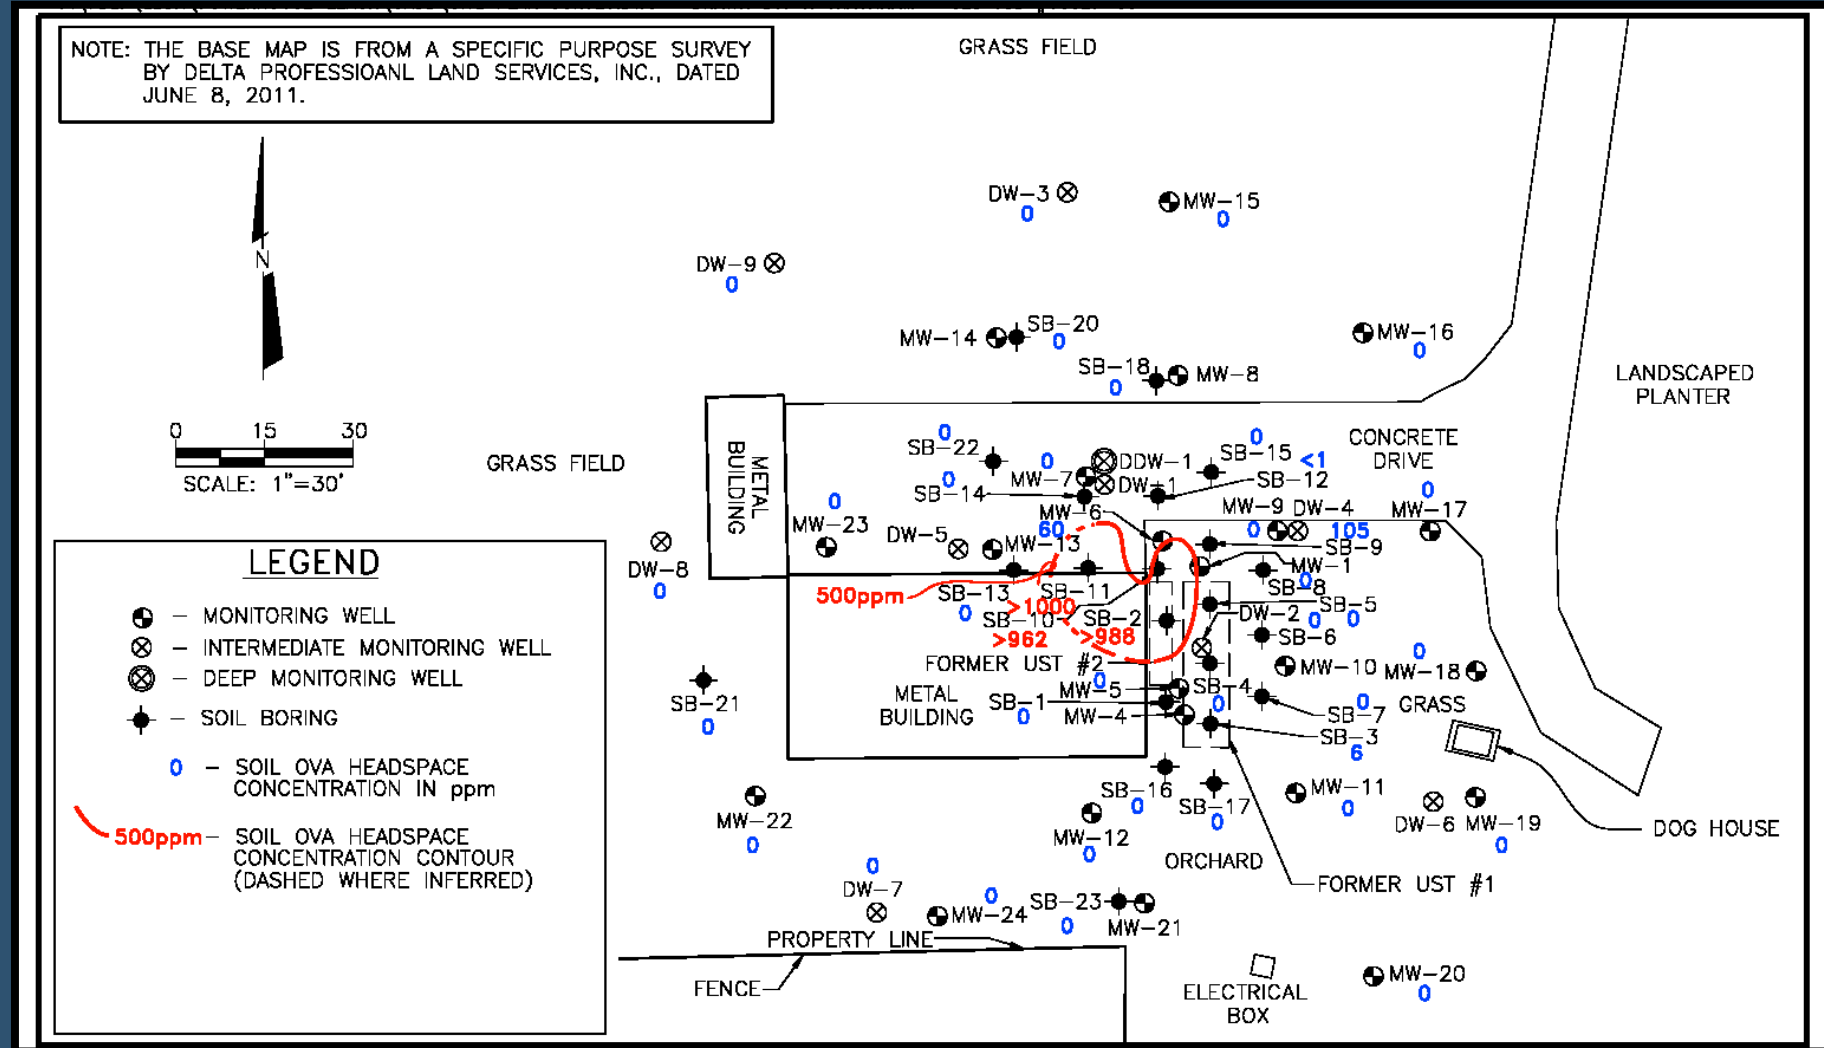 NOTE: THE BASE MAP IS FROM A SPECIFIC PURPOSE SURVEY
BY DELTA PROFESSIOANL LAND SERVICES, INC., DATED
JUNE 8, 2011.
GRASS FIELD
DW-3
0
MW-15
0
N
DW-9
0
MW-14
SB-20
0
MW-16
0
SB-18
0
MW-8
LANDSCAPED
PLANTER
0 15 30
SCALE: 1"=30'
GRASS FIELD
METAL
BUILDING
0
SB-22
0
SB-14
0
MW-7
DDW-1
DW-1
0
SB-15
<1
SB-12
CONCRETE
DRIVE
0
MW-17
0
MW-23
DW-5
MW-6
60
MW-13
MW-9
0
DW-4
105
SB-9
MW-1
0
SB-8
DW-8
0
500ppm
SB-13
0
SB-11
>1000
SB-10
>962
SB-2
>988
DW-2
SB-5
0
0
SB-6
FORMER UST #2
0
MW-5
MW-10
0
MW-18
METAL
BUILDING
SB-1
0
MW-4
SB-4
0
0
SB-7
GRASS
SB-3
6
SB-21
0
SB-16
0
SB-17
0
MW-11
0
DW-6
MW-19
0
DOG HOUSE
MW-22
0
MW-12
0
ORCHARD
FORMER UST #1
0
DW-7
0
MW-24
SB-23
0
MW-21
PROPERTY LINE
FENCE
ELECTRICAL
BOX
MW-20
0
LEGEND
- MONITORING WELL
- INTERMEDIATE MONITORING WELL
- DEEP MONITORING WELL
- SOIL BORING
0 - SOIL OVA HEADSPACE
CONCENTRATION IN ppm
500ppm - SOIL OVA HEADSPACE
CONCENTRATION CONTOUR
(DASHED WHERE INFERRED)